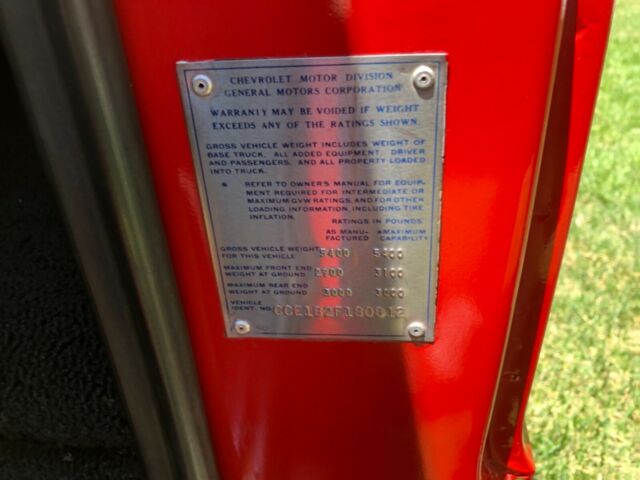 CHEVROLET MOTOR DIVISION
GENERAL MOTORS CORPORATION
WARRANTY MAY BE VOIDED IF WEIGHT
EXCEEDS ANY OF THE RATINGS SHOWN.
GROSS VEHICLE WEIGHT INCLUDES WEIGHT OF
BASE TRUCK, ALL ADDED EQUIPMENT, DRIVER
AND PASSENGERS, AND ALL PROPERTY LOADED
INTO TRUCK.
* REFER TO OWNER'S MANUAL FOR EQUIP-
MENT REQUIRED FOR INTERMEDIATE OR
MAXIMUM GVW RATINGS, AND FOR OTHER
LOADING INFORMATION, INCLUDING TIRE
INFLATION.
RATINGS IN POUNDS
AS MANU- *MAXIMUM
FACTURED CAPABILITY
GROSS VEHICLE WEIGHT
FOR THIS VEHICLE 5400 5400
MAXIMUM FRONT END
WEIGHT AT GROUND 2900 3100
MAXIMUM REAR END
WEIGHT AT GROUND 3000
VEHICLE
IDENT. NO. CCE182F180812